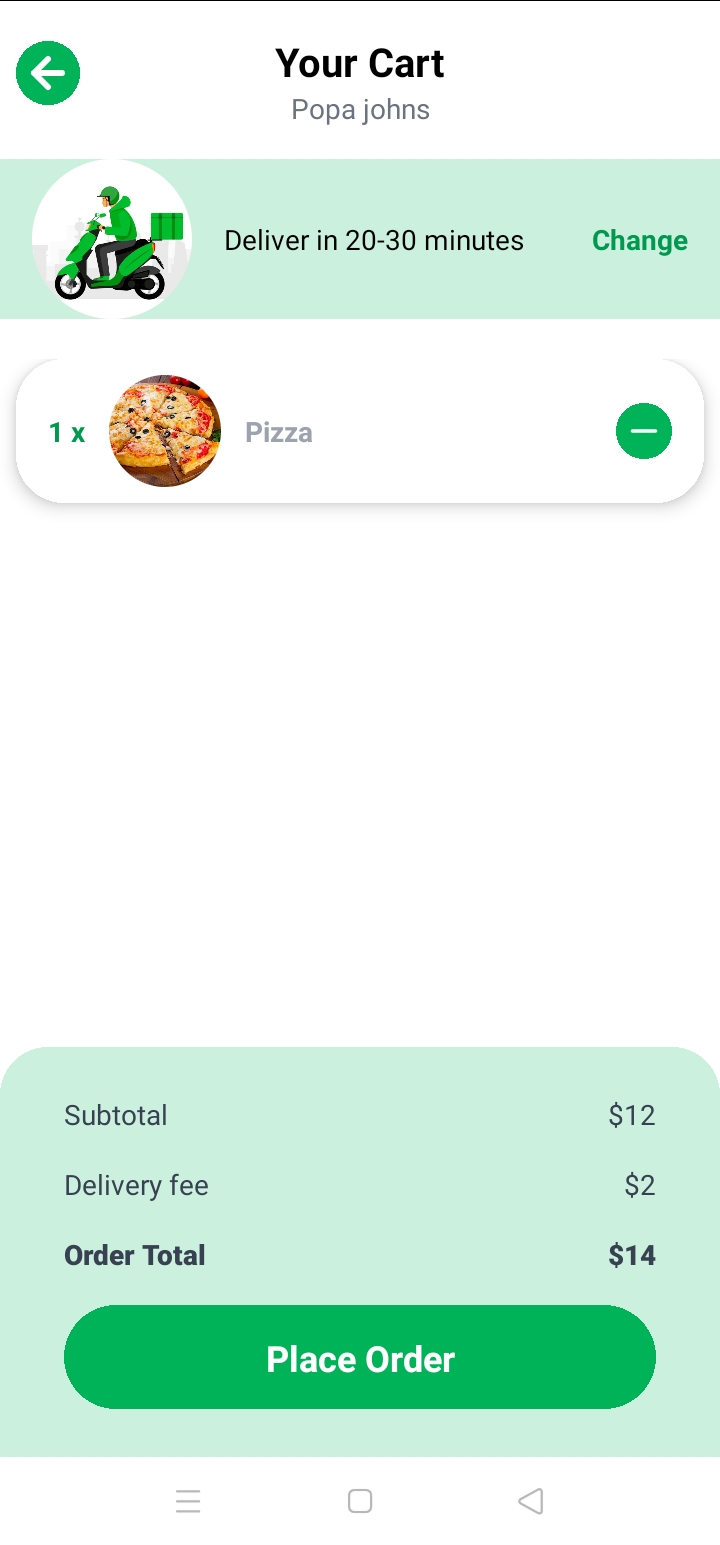 Your Cart
Popa johns
Deliver in 20-30 minutes Change
1 x Pizza
Subtotal $12
Delivery fee $2
Order Total $14
Place Order